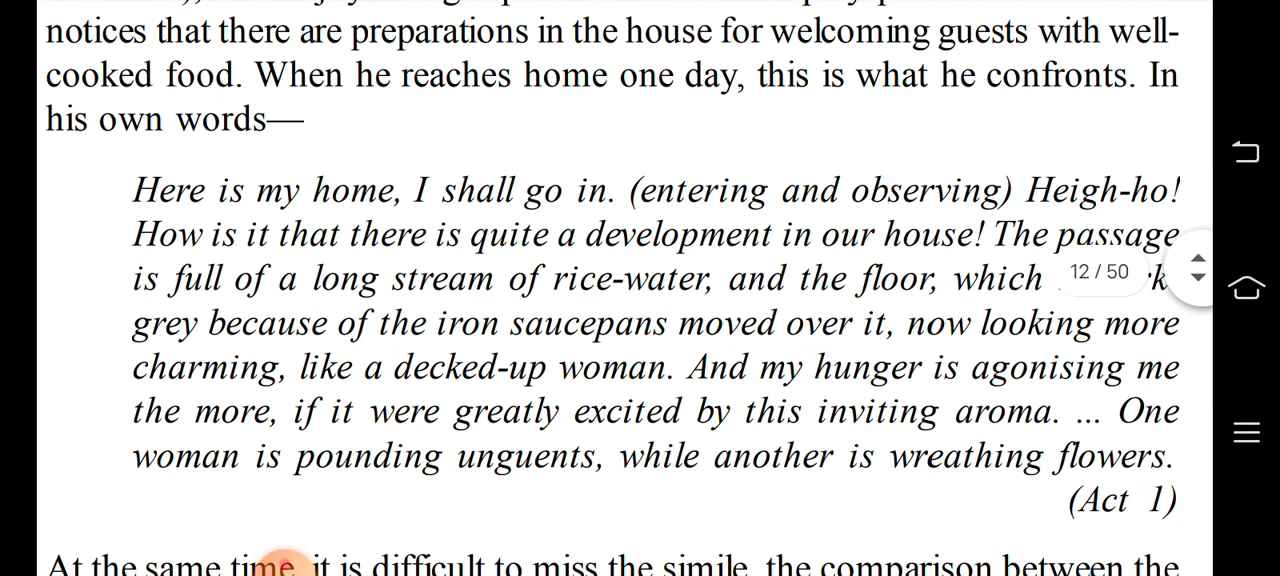 notices that there are preparations in the house for welcoming guests with well-
cooked food. When he reaches home one day, this is what he confronts. In
his own words—
Here is my home, I shall go in. (entering and observing) Heigh-ho!
How is it that there is quite a development in our house! The passage
is full of a long stream of rice-water, and the floor, which
12 / 50
grey because of the iron saucepans moved over it, now looking more
charming, like a decked-up woman. And my hunger is agonising me
the more, if it were greatly excited by this inviting aroma. ... One
woman is pounding unguents, while another is wreathing flowers.
(Act 1)
At the same time, it is difficult to miss the simile, the comparison between the